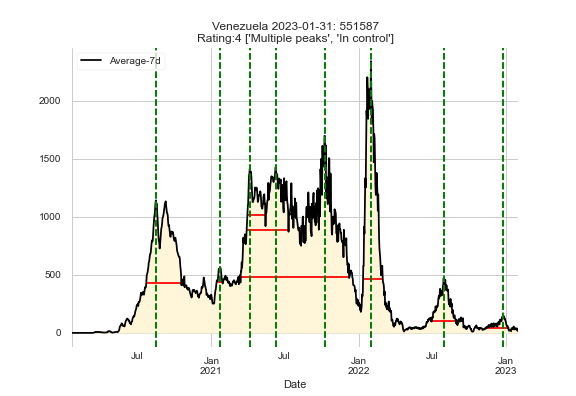 Venezuela 2023-01-31: 551587
Rating:4 ['Multiple peaks', 'In control']
Average-7d
2000
1500
1000
500
0
Jul
Jan
2021
Jul
Jan
2022
Jul
Jan
2023
Date